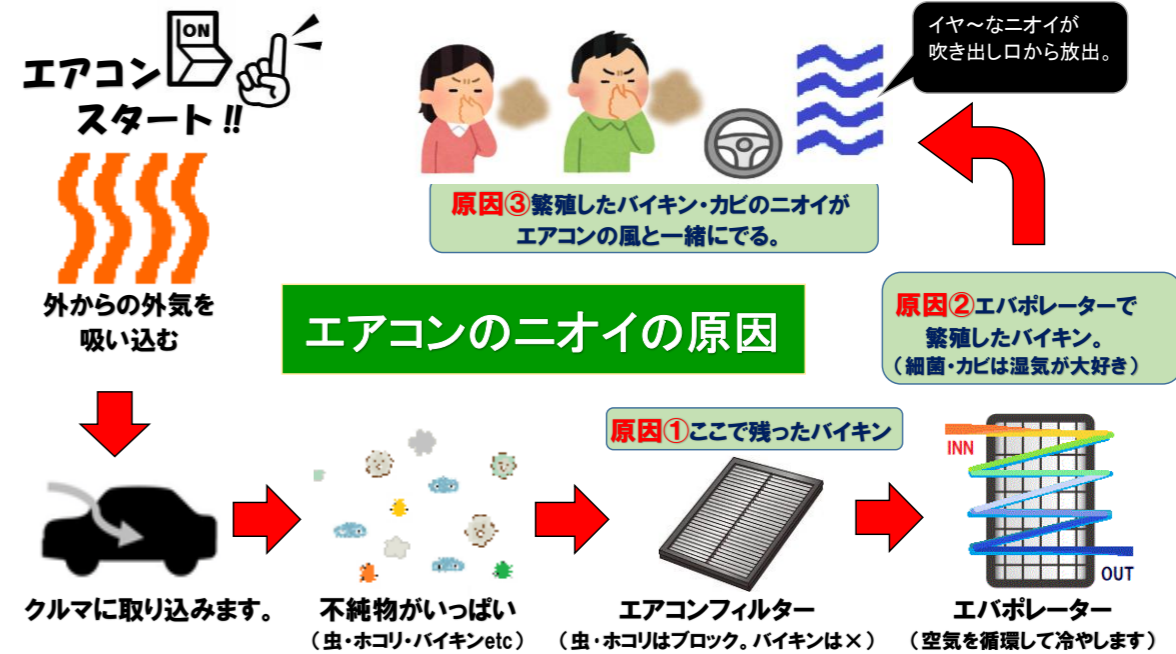 エアコン
ON
スタート!!
外からの外気を
吸い込む
クルマに取り込みます。
不純物がいっぱい
（虫・ホコリ・バイキンetc）
原因①ここで残ったバイキン
エアコンフィルター
（虫・ホコリはブロック。バイキンは×）
INN
OUT
エバポレーター
（空気を循環して冷やします）
原因②エバポレーターで
繁殖したバイキン。
（細菌・カビは湿気が大好き）
イヤ～なニオイが
吹き出し口から放出。
原因③繁殖したバイキン・カビのニオイが
エアコンの風と一緒にでる。
エアコンのニオイの原因